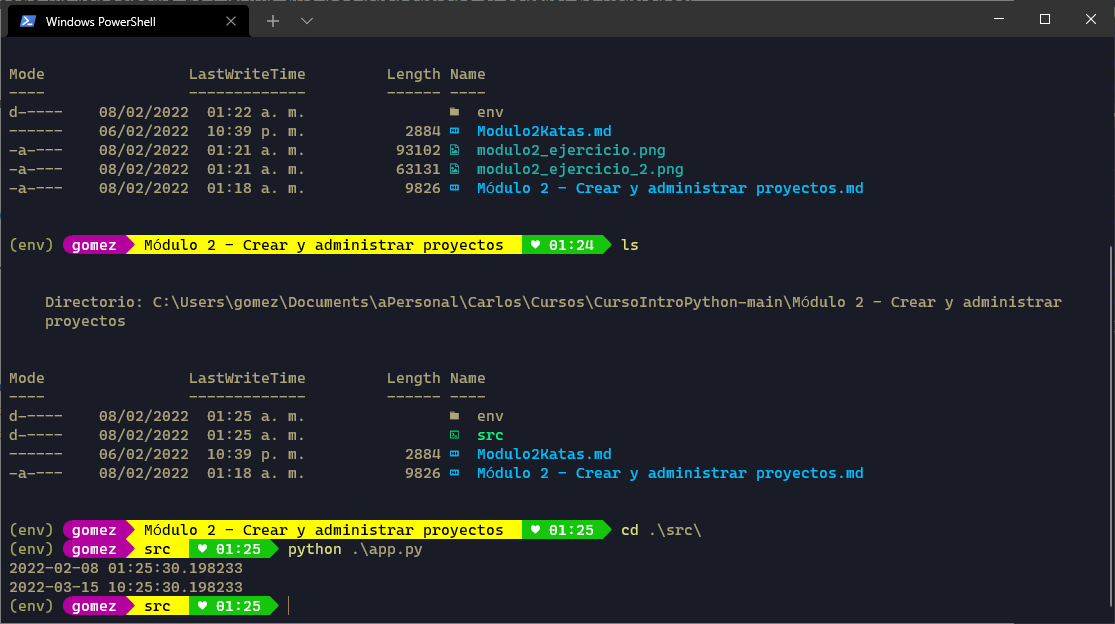 Windows PowerShell
Mode                LastWriteTime         Length Name
----                -------------         ------ ----
d-----    08/02/2022  01:22 a. m.                env
------    06/02/2022  10:39 p. m.           2884 Modulo2Katas.md
-a----    08/02/2022  01:21 a. m.          93102 modulo2_ejercicio.png
-a----    08/02/2022  01:21 a. m.          63131 modulo2_ejercicio_2.png
-a----    08/02/2022  01:18 a. m.           9826 Módulo 2 - Crear y administrar proyectos.md
(env) gomez Módulo 2 - Crear y administrar proyectos ♥ 01:24 ls
Directorio: C:\Users\gomez\Documents\aPersonal\Carlos\Cursos\CursoIntroPython-main\Módulo 2 - Crear y administrar
proyectos
Mode                LastWriteTime         Length Name
----                -------------         ------ ----
d-----    08/02/2022  01:25 a. m.                env
d-----    08/02/2022  01:25 a. m.                src
------    06/02/2022  10:39 p. m.           2884 Modulo2Katas.md
-a----    08/02/2022  01:18 a. m.           9826 Módulo 2 - Crear y administrar proyectos.md
(env) gomez Módulo 2 - Crear y administrar proyectos ♥ 01:25 cd .\src\
(env) gomez src ♥ 01:25 python .\app.py
2022-02-08 01:25:30.198233
2022-03-15 10:25:30.198233
(env) gomez src ♥ 01:25